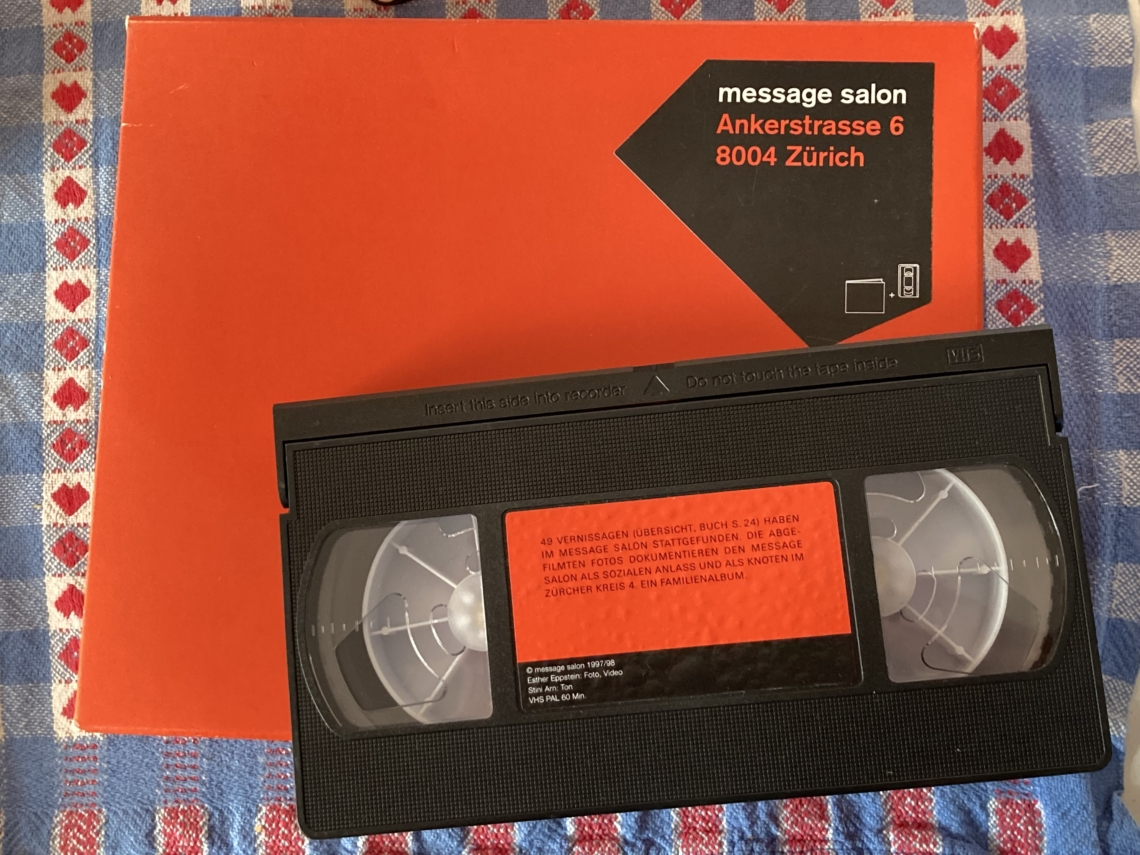 message salon
Ankerstrasse 6
8004 Zürich
+
Insert this side into recorder
Do not touch the tape inside
VHS
49 VERNISSAGEN (ÜBERSICHT, BUCH S. 24) HABEN
IM MESSAGE SALON STATTGEFUNDEN. DIE ABGE-
FILMTEN FOTOS DOKUMENTIEREN DEN MESSAGE
SALON ALS SOZIALEN ANLASS UND ALS KNOTEN IM
ZÜRCHER KREIS 4. EIN FAMILIENALBUM.
© message salon 1997/98
Esther Eppstein: Foto, Video
Stini Arn: Ton
VHS PAL 60 Min.